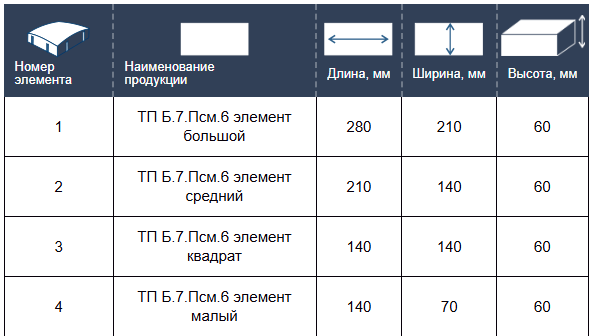 Номер элемента Наименование продукции Длина, мм Ширина, мм Высота, мм
1 ТП Б.7.Псм.6 элемент большой 280 210 60
2 ТП Б.7.Псм.6 элемент средний 210 140 60
3 ТП Б.7.Псм.6 элемент квадрат 140 140 60
4 ТП Б.7.Псм.6 элемент малый 140 70 60